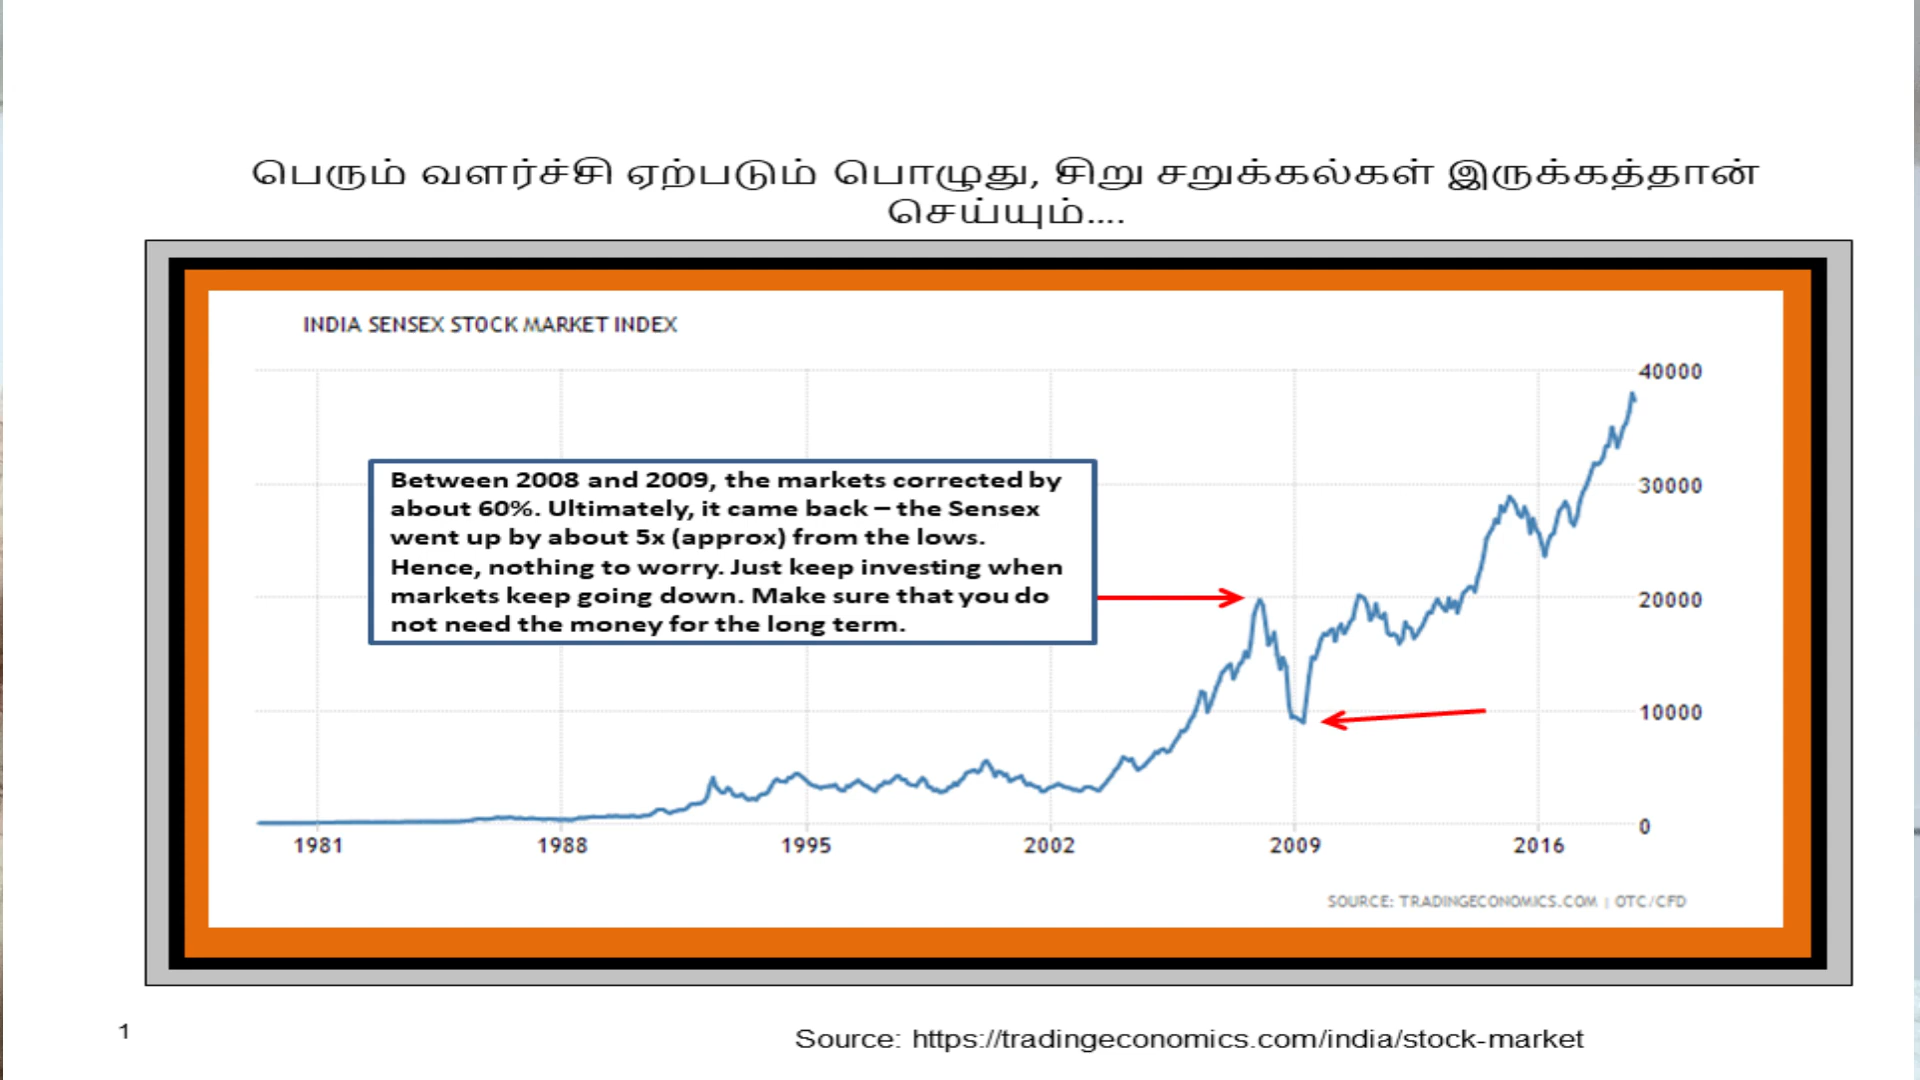 பெரும் வளர்ச்சி ஏற்படும் பொழுது, சிறு சறுக்கல்கள் இருக்கத்தான்
செய்யும்....
INDIA SENSEX STOCK MARKET INDEX
40000
Between 2008 and 2009, the markets corrected by
about 60%. Ultimately, it came back – the Sensex
went up by about 5x (approx) from the lows.
Hence, nothing to worry. Just keep investing when
markets keep going down. Make sure that you do
not need the money for the long term.
30000
20000
10000
0
1981 1988 1995 2002 2009 2016
SOURCE: TRADINGECONOMICS.COM | OTC/CFD
1
Source: https://tradingeconomics.com/india/stock-market